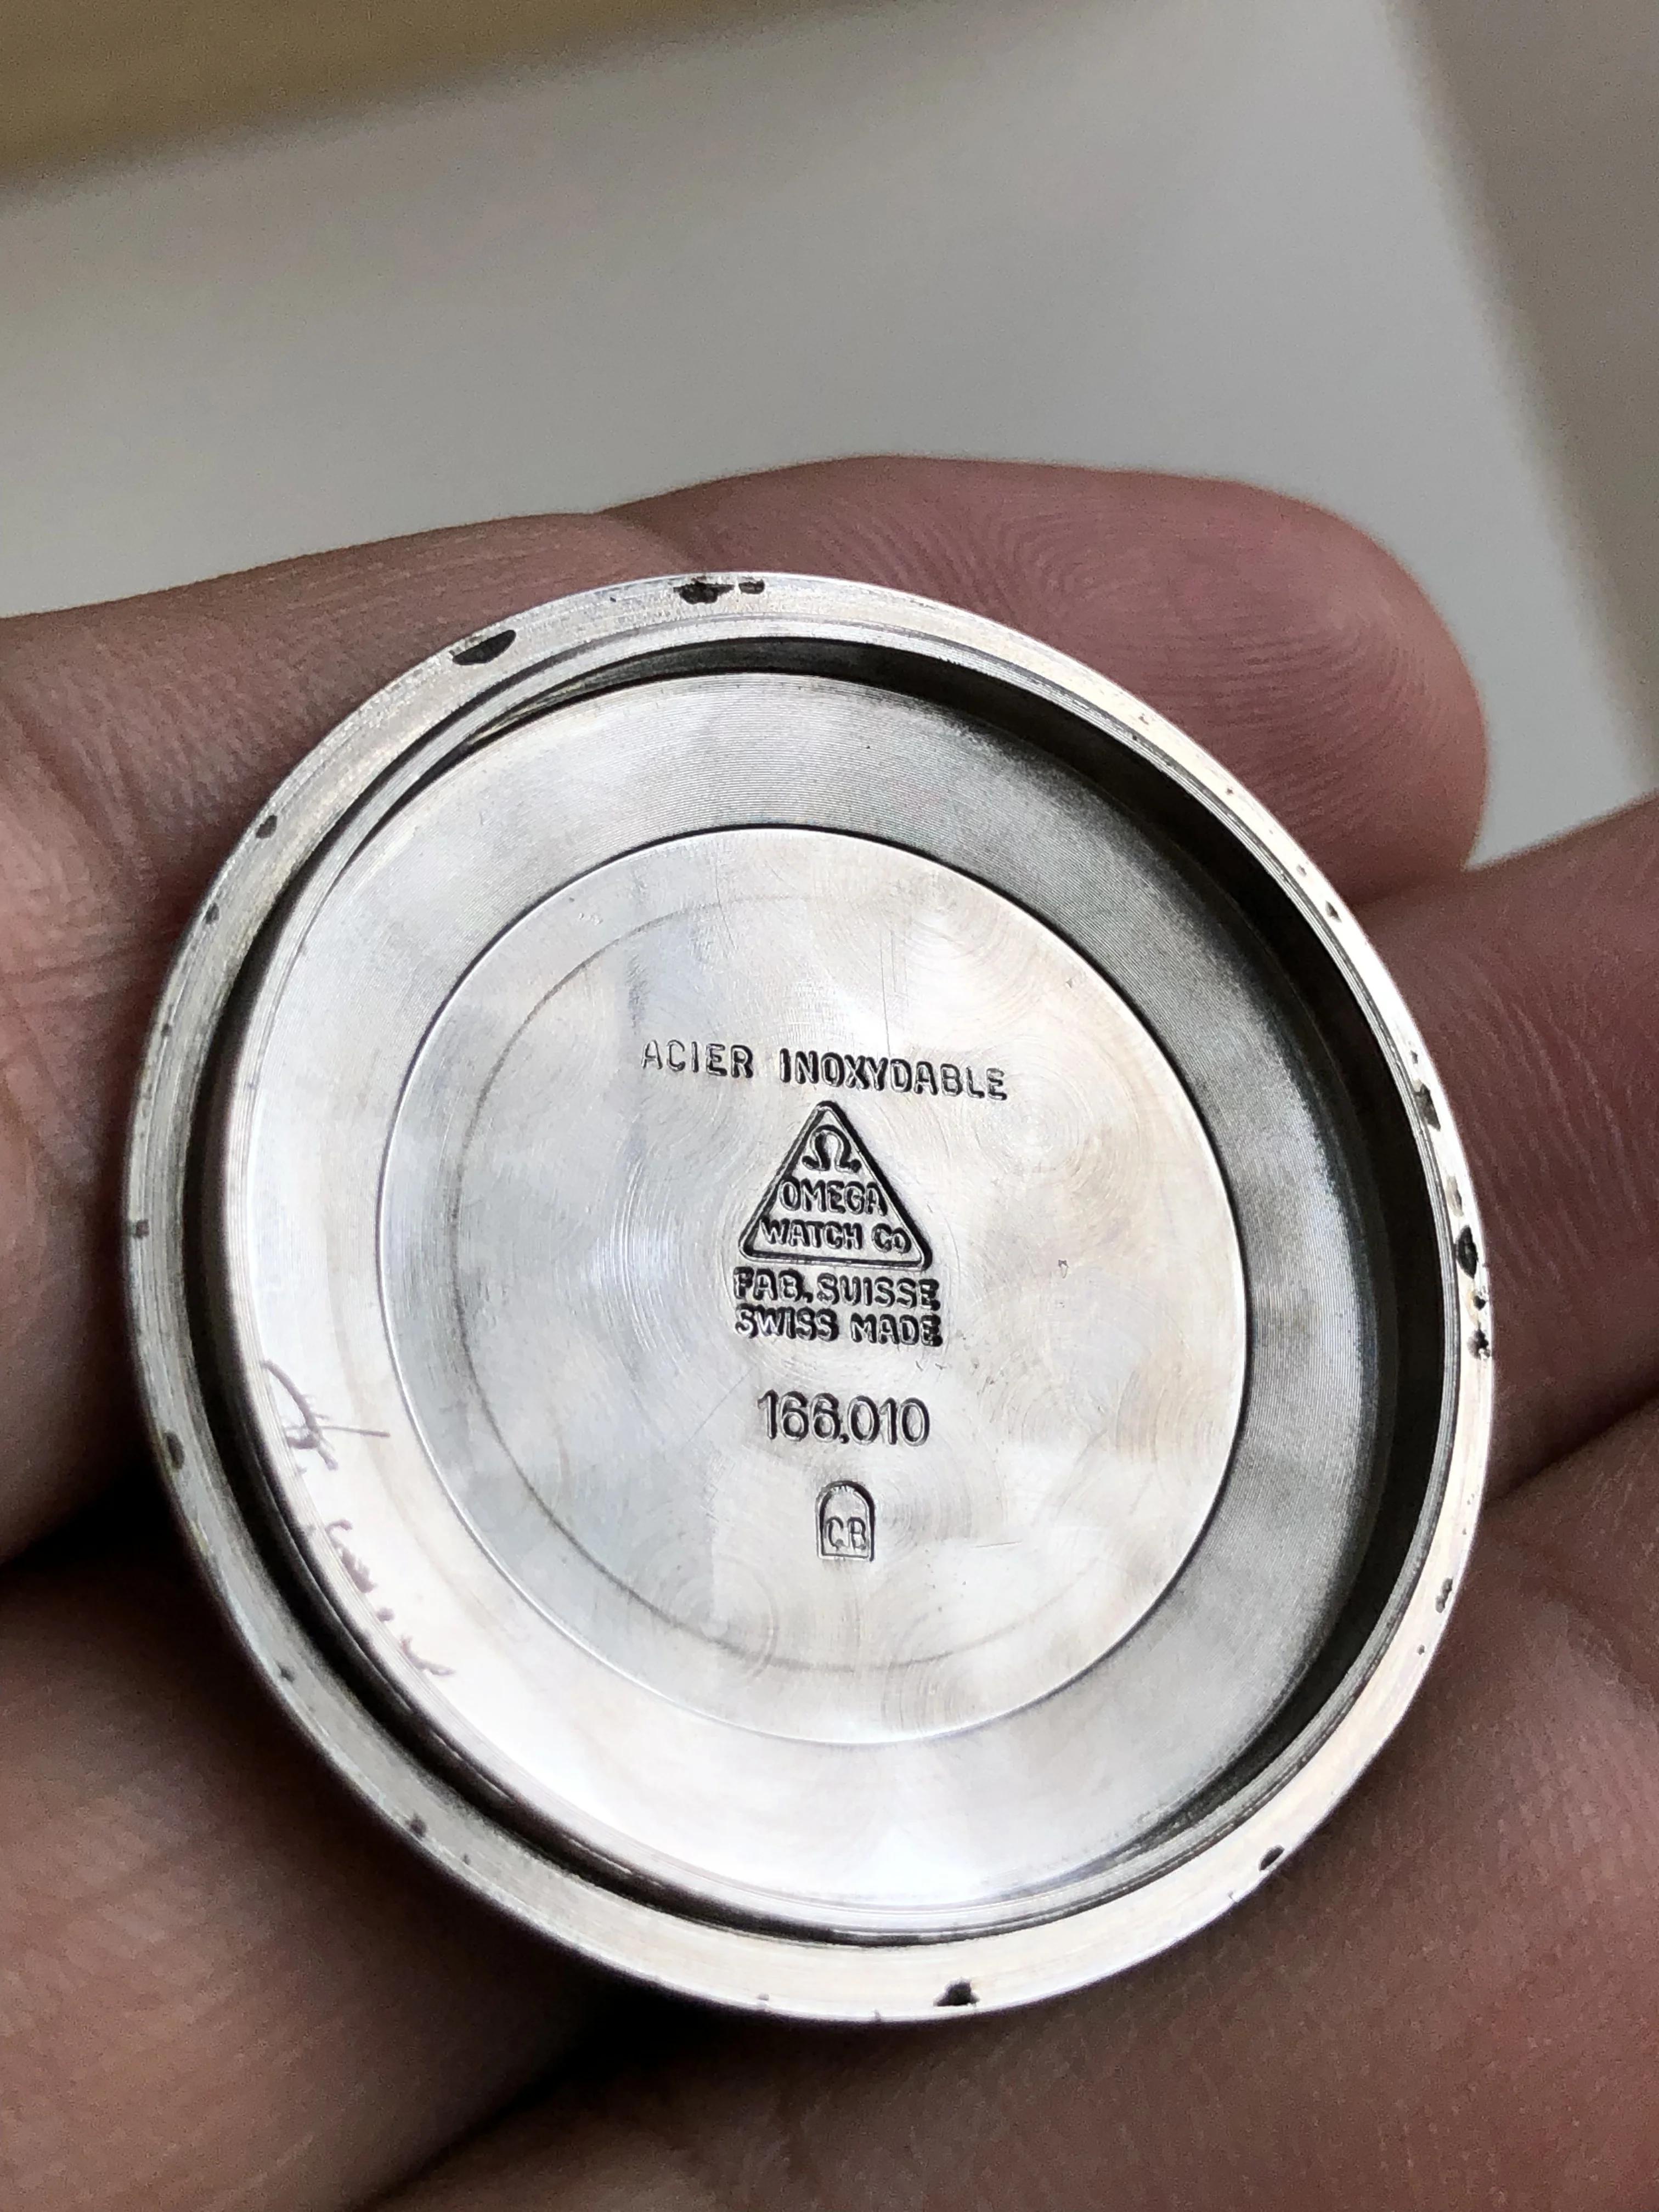 ACIER INOXYDABLE
Ω
OMEGA
WATCH Co
FAB. SUISSE
SWISS MADE
166.010
CB